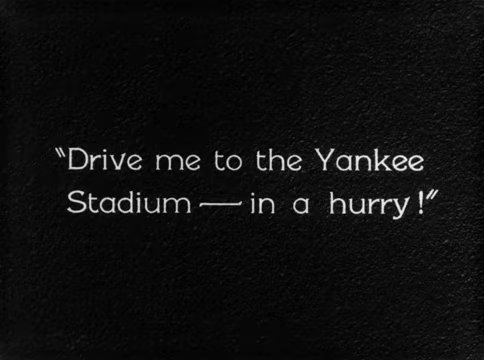 "Drive me to the Yankee
Stadium — in a hurry!"